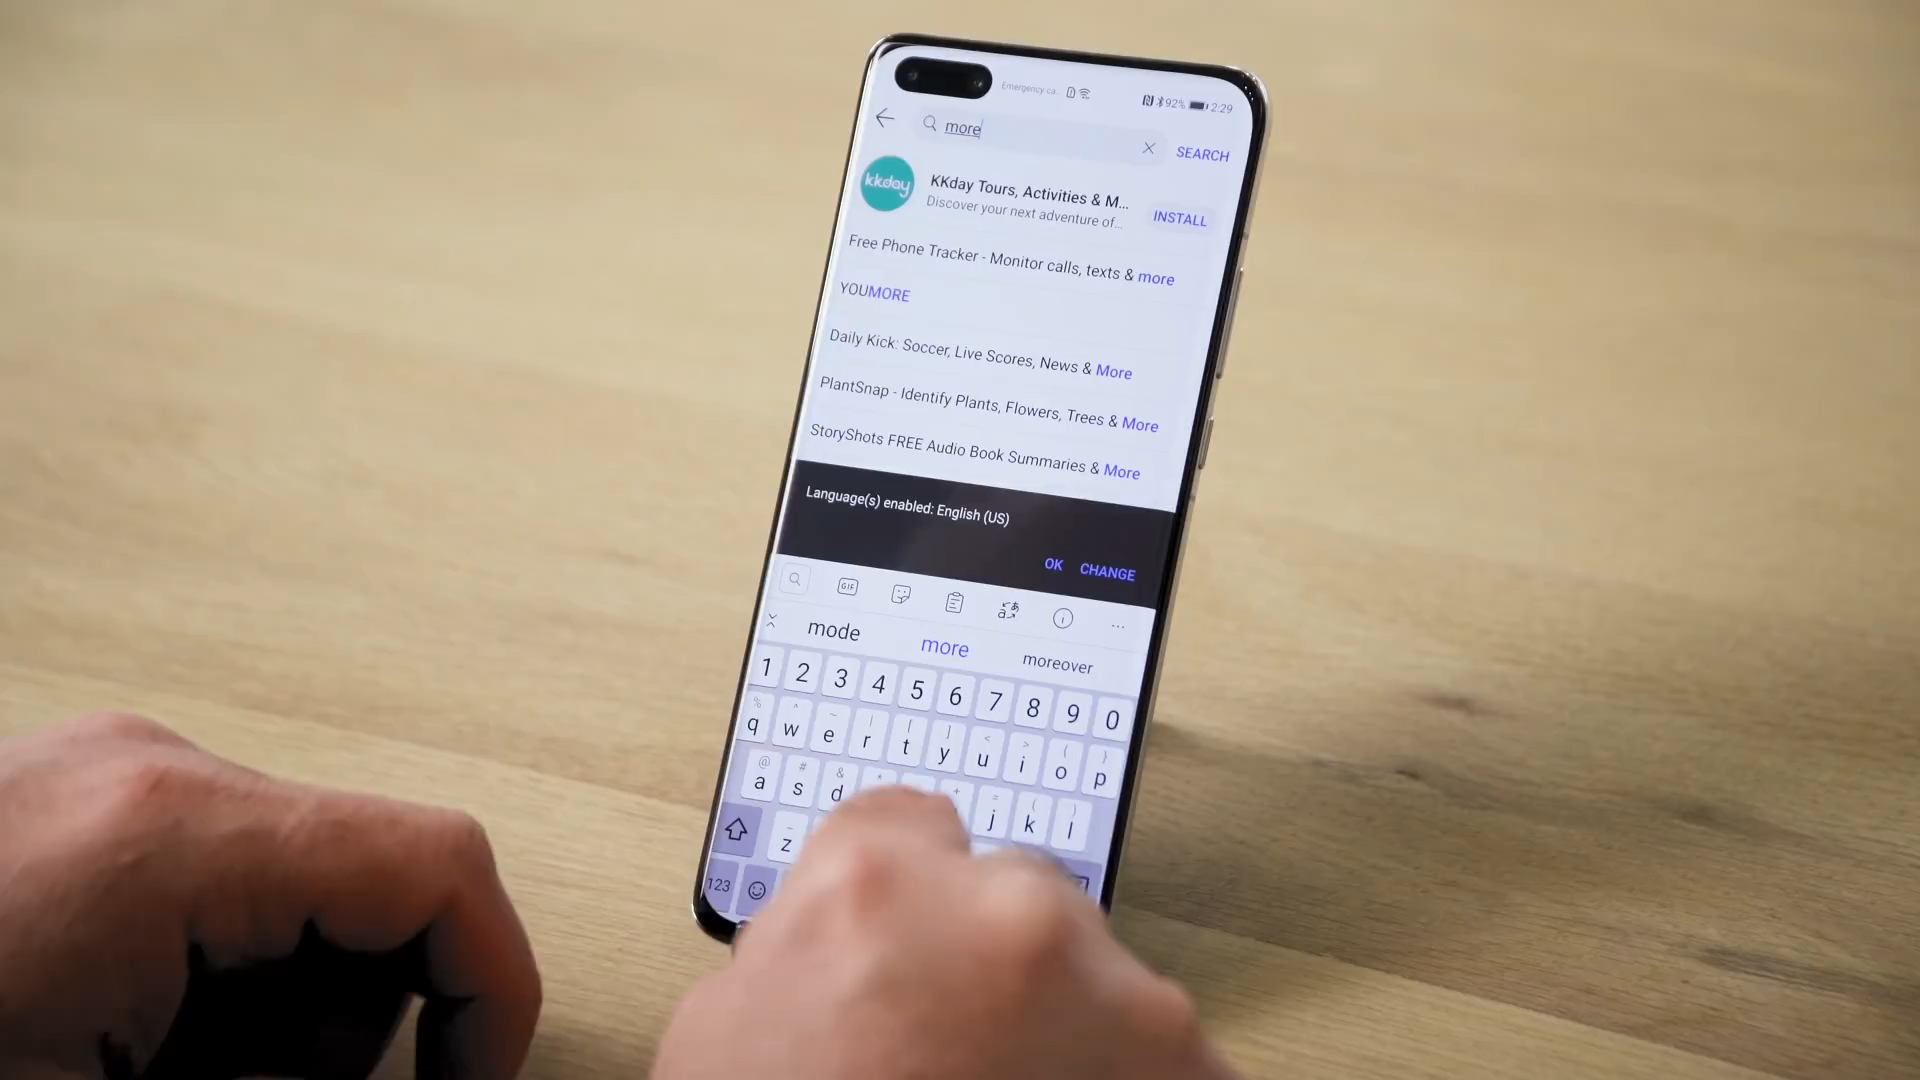 Emergency ca... 92% 2:29
more
SEARCH
kkday
KKday Tours, Activities & M...
Discover your next adventure of...
INSTALL
Free Phone Tracker - Monitor calls, texts & more
YOUMORE
Daily Kick: Soccer, Live Scores, News & More
PlantSnap - Identify Plants, Flowers, Trees & More
StoryShots FREE Audio Book Summaries & More
Language(s) enabled: English (US)
OK CHANGE
GIF
mode more moreover
1 2 3 4 5 6 7 8 9 0
q w e r t y u i o p
a s d j k l
z
123